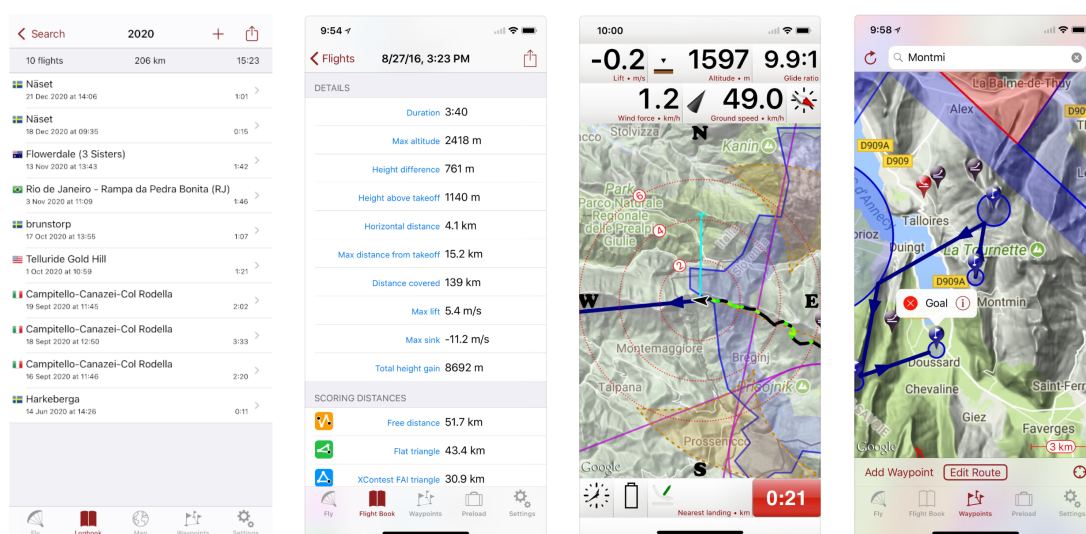 Search 2020
10 flights 206 km 15:23
Näset
21 Dec 2020 at 14:06 1:01
Näset
18 Dec 2020 at 09:35 0:15
Flowerdale (3 Sisters)
13 Nov 2020 at 13:43 1:42
Rio de Janeiro - Rampa da Pedra Bonita (RJ)
3 Nov 2020 at 11:09 1:46
brunstorp
17 Oct 2020 at 13:55 1:07
Telluride Gold Hill
1 Oct 2020 at 10:59 1:21
Campitello-Canazei-Col Rodella
19 Sept 2020 at 11:45 2:02
Campitello-Canazei-Col Rodella
18 Sept 2020 at 12:50 3:33
Campitello-Canazei-Col Rodella
16 Sept 2020 at 11:46 2:20
Harkeberga
14 Jun 2020 at 14:26 0:11
Fly Logbook Map Waypoints Settings
9:54
Flights 8/27/16, 3:23 PM
DETAILS
Duration 3:40
Max altitude 2418 m
Height difference 761 m
Height above takeoff 1140 m
Horizontal distance 4.1 km
Max distance from takeoff 15.2 km
Distance covered 139 km
Max lift 5.4 m/s
Max sink -11.2 m/s
Total height gain 8692 m
SCORING DISTANCES
Free distance 51.7 km
Flat triangle 43.4 km
XContest FAI triangle 30.9 km
Fly Flight Book Waypoints Preload Settings
10:00
-0.2 1597 9.9:1
Lift • m/s Altitude • m Glide ratio
1.2 49.0
Wind force • km/h Ground speed • km/h
Stolvizza N
Kanin
Parco Naturale
Regionale
delle Prealpi
Giulie
6
4
2
Italie
Slovénie
W E
Montemaggiore Breginj
Talpana
Prossenicco
Google S
Nearest landing • km 0:21
9:58
Montmi
La Balme-de-Thuy
Alex
D909A
D909
Talloires
Duingt
La Tournette
D909A
Goal Montmin
Doussard
Chevaline Saint-Ferr
Giez
Faverges
Google 3 km
Add Waypoint Edit Route
Fly Flight Book Waypoints Preload Settings